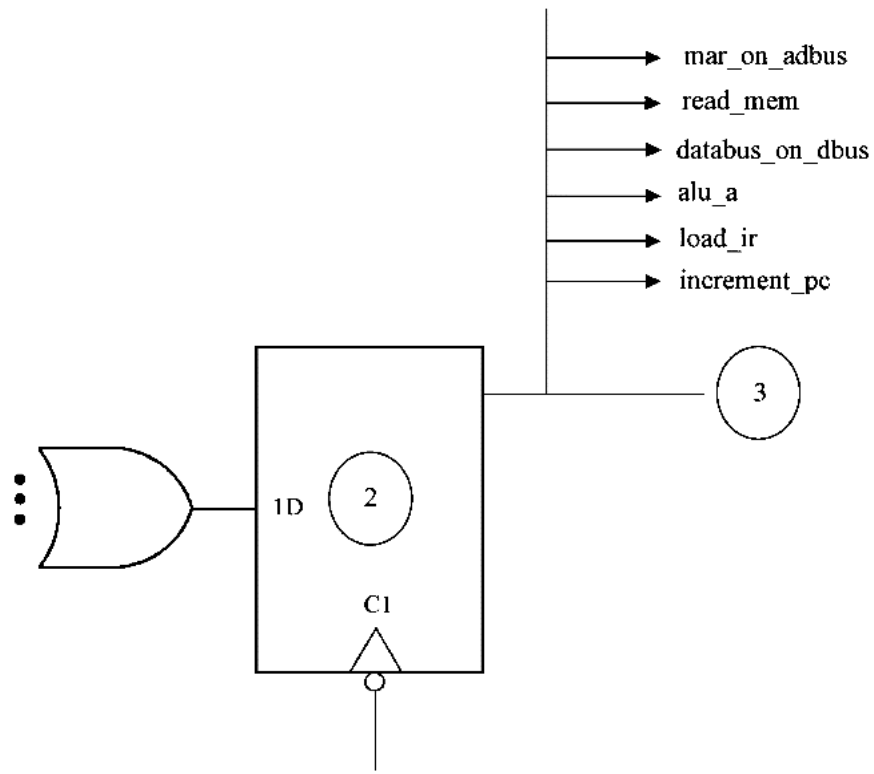 mar_on_adbus
read_mem
databus_on_dbus
alu_a
load_ir
increment_pc
3
1D
2
C1